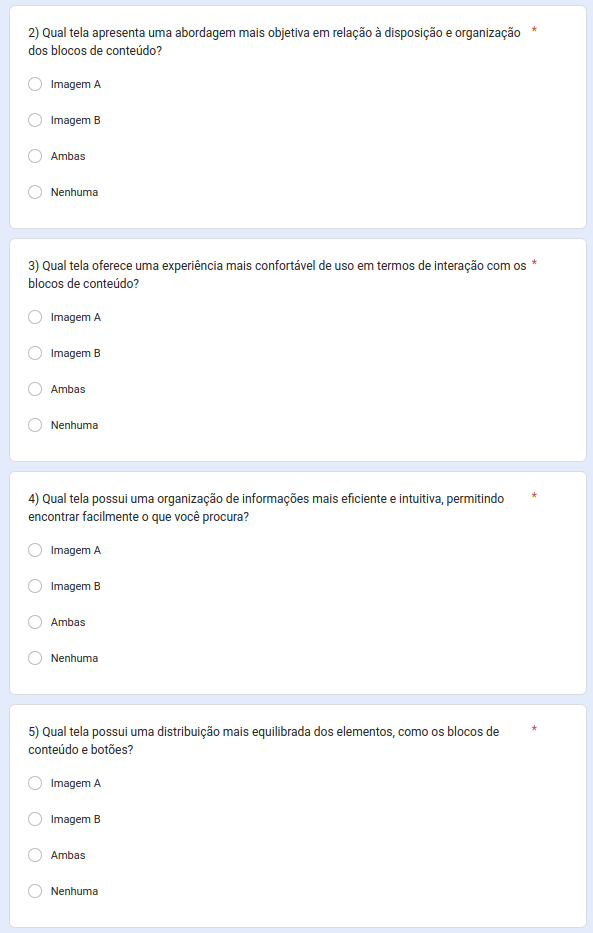 2) Qual tela apresenta uma abordagem mais objetiva em relação à disposição e organização *
dos blocos de conteúdo?
Imagem A
Imagem B
Ambas
Nenhuma
3) Qual tela oferece uma experiência mais confortável de uso em termos de interação com os *
blocos de conteúdo?
Imagem A
Imagem B
Ambas
Nenhuma
4) Qual tela possui uma organização de informações mais eficiente e intuitiva, permitindo *
encontrar facilmente o que você procura?
Imagem A
Imagem B
Ambas
Nenhuma
5) Qual tela possui uma distribuição mais equilibrada dos elementos, como os blocos de *
conteúdo e botões?
Imagem A
Imagem B
Ambas
Nenhuma